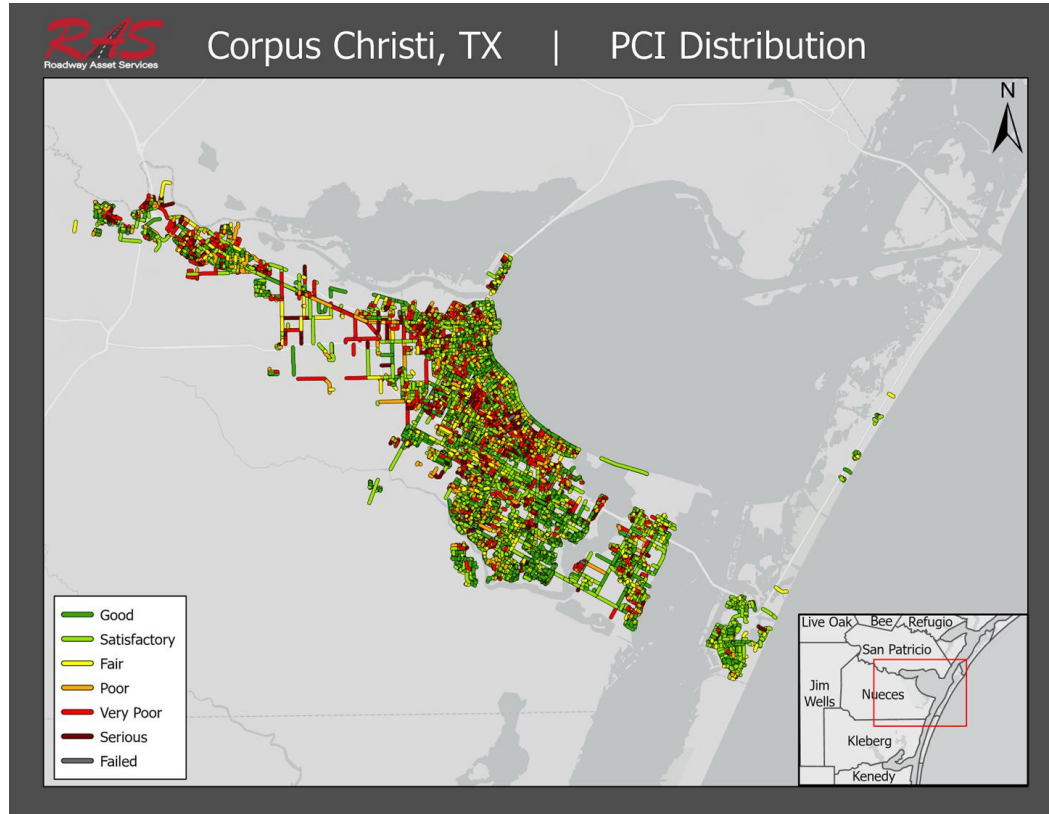 RAS
Roadway Asset Services
Corpus Christi, TX | PCI Distribution
N
Good
Satisfactory
Fair
Poor
Very Poor
Serious
Failed
Live Oak
Bee
Refugio
San Patricio
Jim
Wells
Nueces
Kleberg
Kenedy